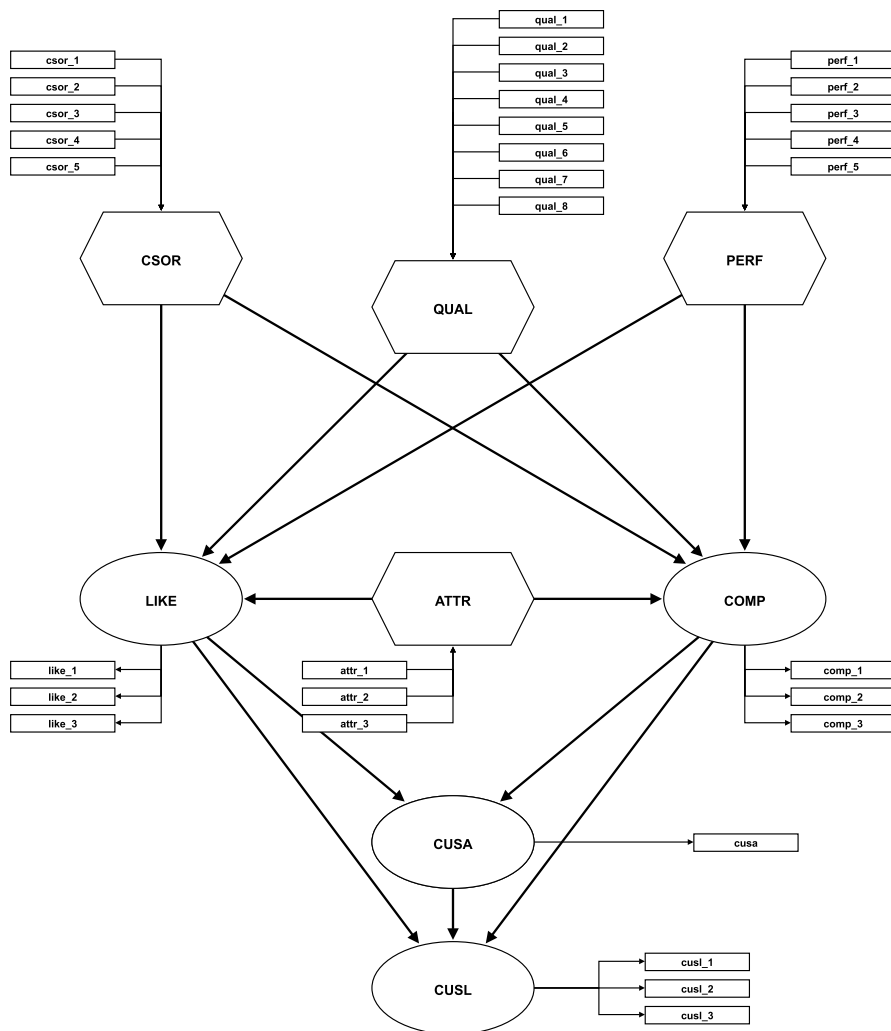 qual_1
qual_2
qual_3
qual_4
qual_5
qual_6
qual_7
qual_8
csor_1
csor_2
csor_3
csor_4
csor_5
perf_1
perf_2
perf_3
perf_4
perf_5
CSOR
QUAL
PERF
LIKE
ATTR
COMP
like_1
like_2
like_3
attr_1
attr_2
attr_3
comp_1
comp_2
comp_3
CUSA
cusa
CUSL
cusl_1
cusl_2
cusl_3